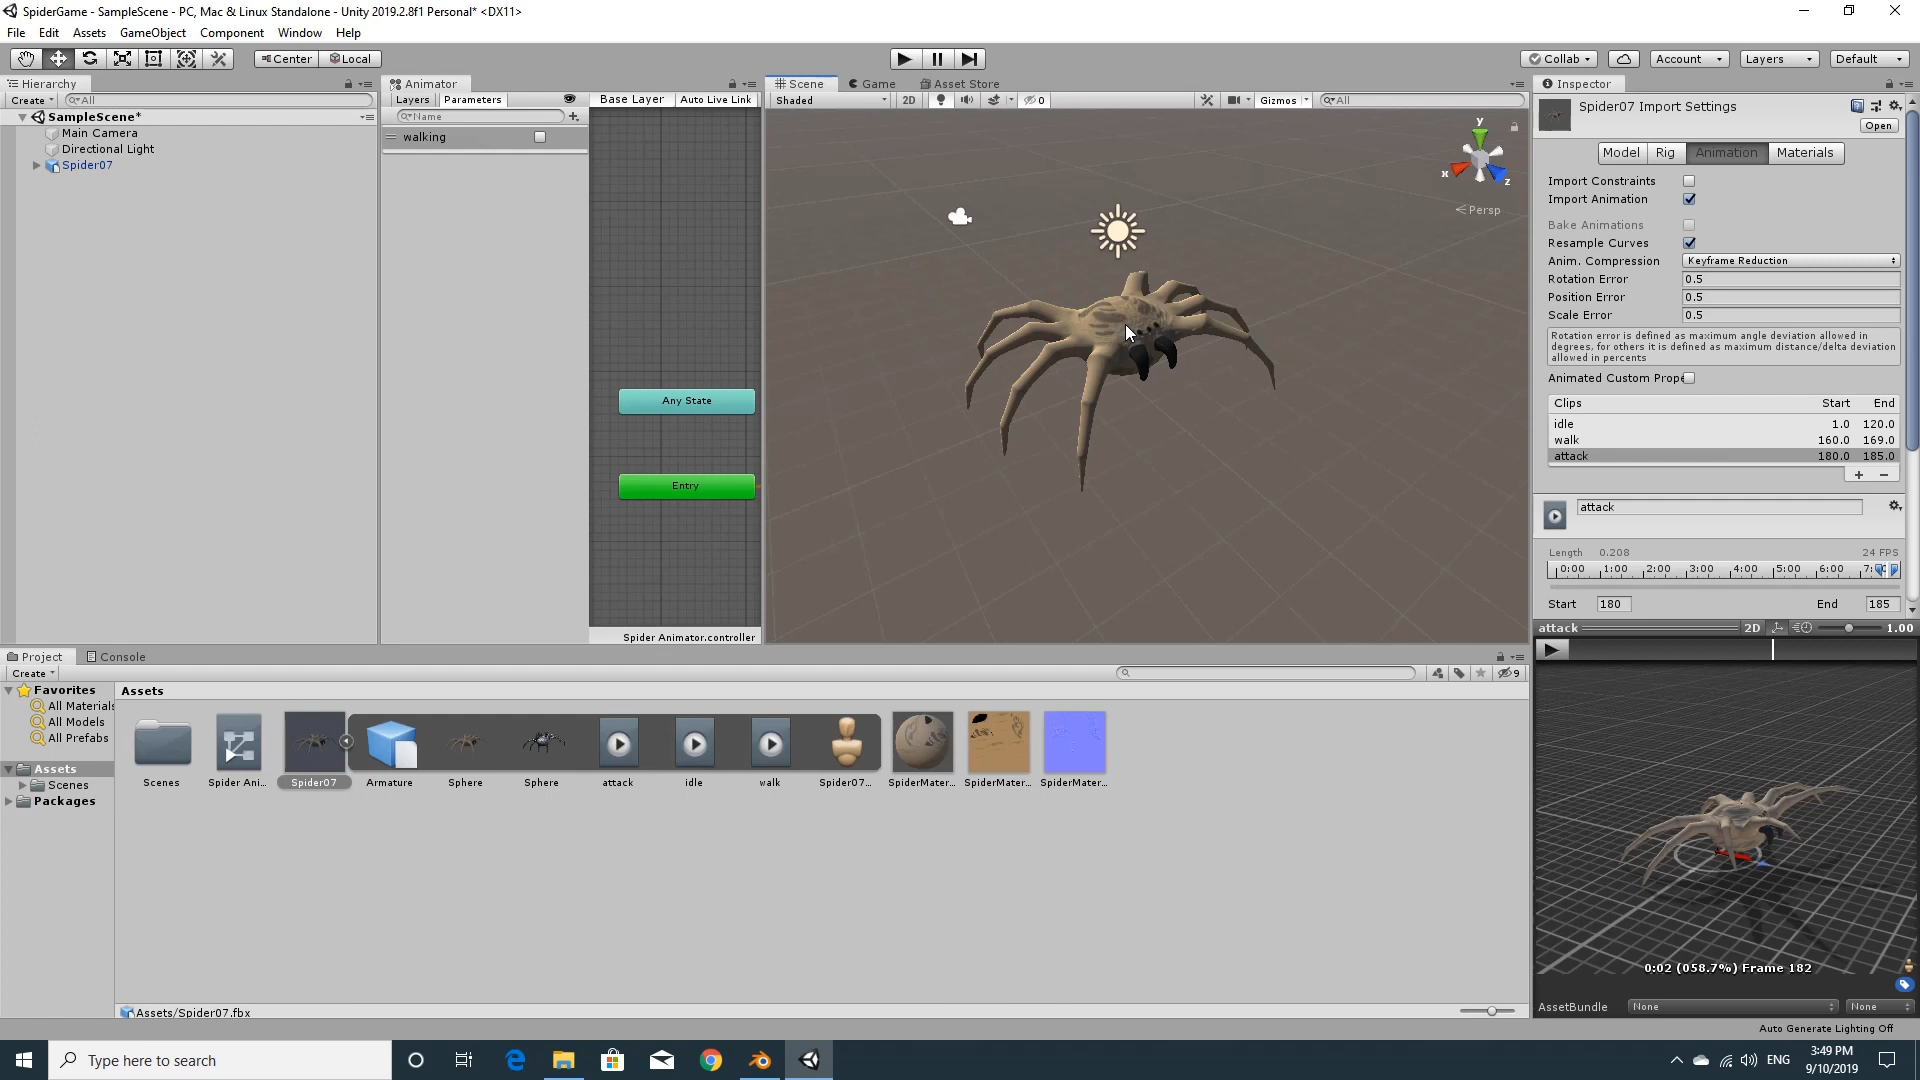 SpiderGame - SampleScene - PC, Mac & Linux Standalone - Unity 2019.2.8f1 Personal* <DX11>
File Edit Assets GameObject Component Window Help
Center Local Collab Account Layers Default
Hierarchy
Create All
SampleScene*
Main Camera
Directional Light
Spider07
Animator
Layers Parameters Base Layer Auto Live Link
Name
walking
Any State
Entry
Spider Animator.controller
Scene Game Asset Store
Shaded 2D 0 Gizmos All
y
x
z
Persp
Inspector
Spider07 Import Settings
Open
Model Rig Animation Materials
Import Constraints
Import Animation
Bake Animations
Resample Curves
Anim. Compression Keyframe Reduction
Rotation Error 0.5
Position Error 0.5
Scale Error 0.5
Rotation error is defined as maximum angle deviation allowed in
degrees, for others it is defined as maximum distance/delta deviation
allowed in percents
Animated Custom Prope
Clips Start End
idle 1.0 120.0
walk 160.0 169.0
attack 180.0 185.0
attack
Length 0.208 24 FPS
0:00 1:00 2:00 3:00 4:00 5:00 6:00
Start 180 End 185
attack 2D 1.00
0:02 (058.7%) Frame 182
AssetBundle None None
Auto Generate Lighting Off
Project Console
Create 9
Favorites
All Materials
All Models
All Prefabs
Assets
Scenes
Packages
Assets
Scenes Spider Ani... Spider07 Armature Sphere Sphere attack idle walk Spider07... SpiderMater... SpiderMater... SpiderMater...
Assets/Spider07.fbx
Type here to search
ENG
3:49 PM
9/10/2019